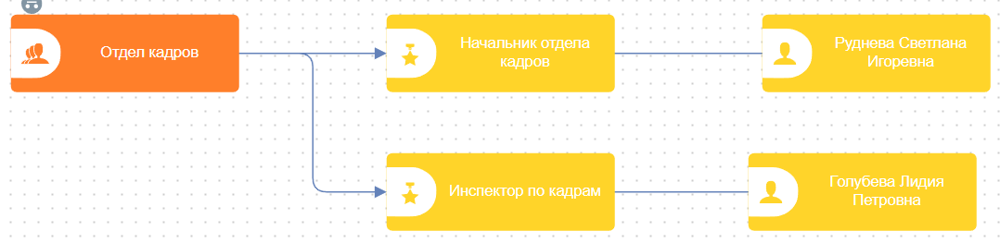 Отдел кадров
Начальник отдела
кадров
Руднева Светлана
Игоревна
Инспектор по кадрам
Голубева Лидия
Петровна